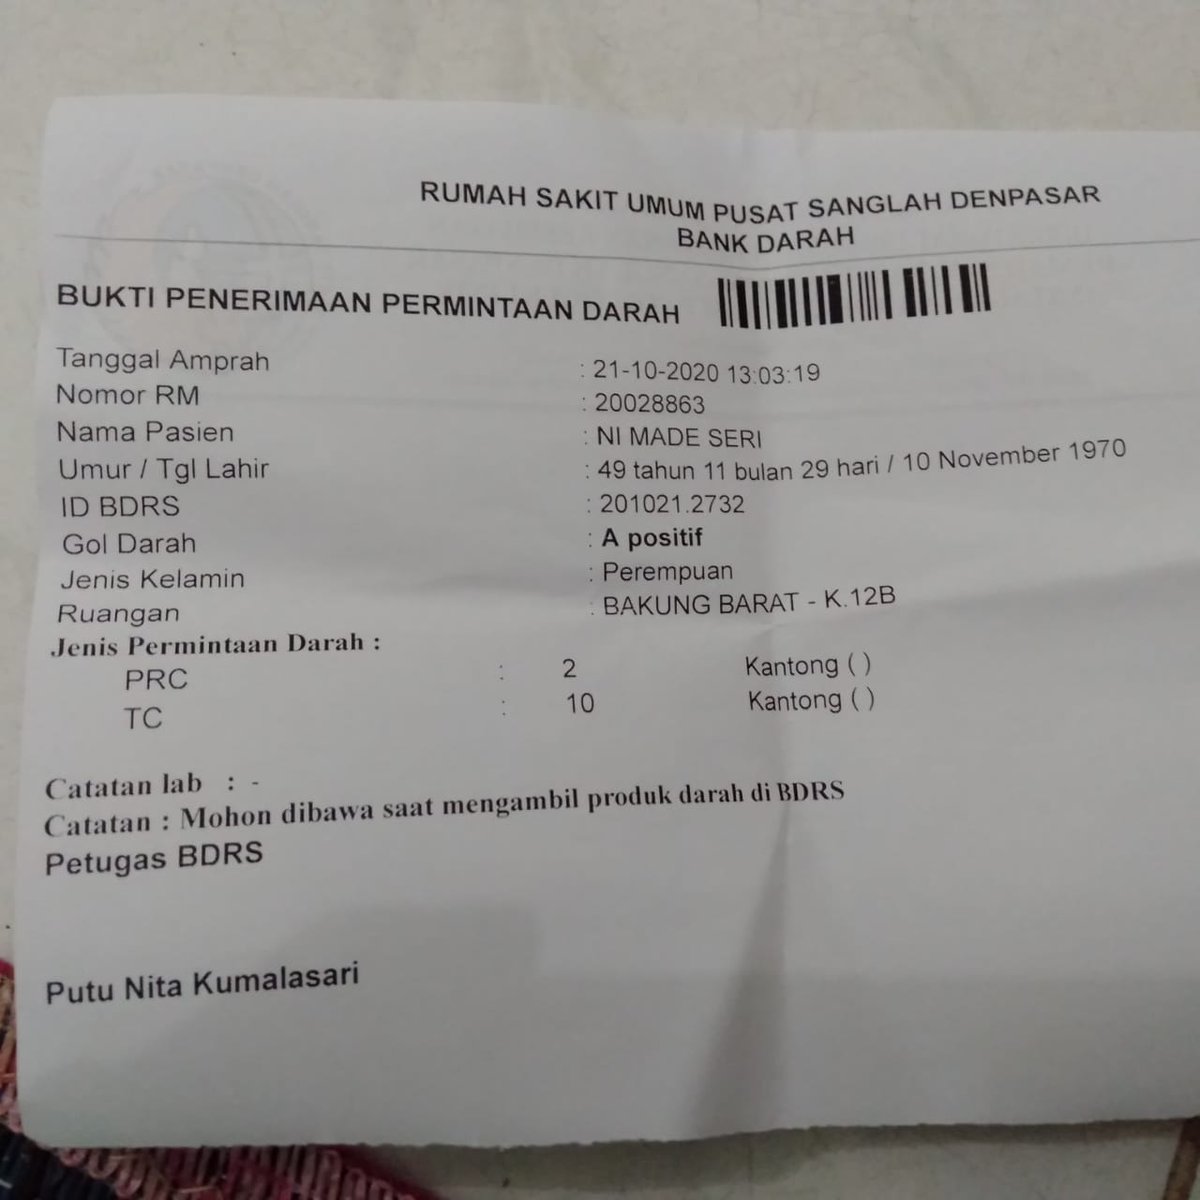 RUMAH SAKIT UMUM PUSAT SANGLAH DENPASAR
BANK DARAH
BUKTI PENERIMAAN PERMINTAAN DARAH
Tanggal Amprah : 21-10-2020 13:03:19
Nomor RM : 20028863
Nama Pasien : NI MADE SERI
Umur / Tgl Lahir : 49 tahun 11 bulan 29 hari / 10 November 1970
ID BDRS : 201021.2732
Gol Darah : A positif
Jenis Kelamin : Perempuan
Ruangan : BAKUNG BARAT - K.12B
Jenis Permintaan Darah :
PRC : 2 Kantong ( )
TC : 10 Kantong ( )
Catatan lab : -
Catatan : Mohon dibawa saat mengambil produk darah di BDRS
Petugas BDRS
Putu Nita Kumalasari